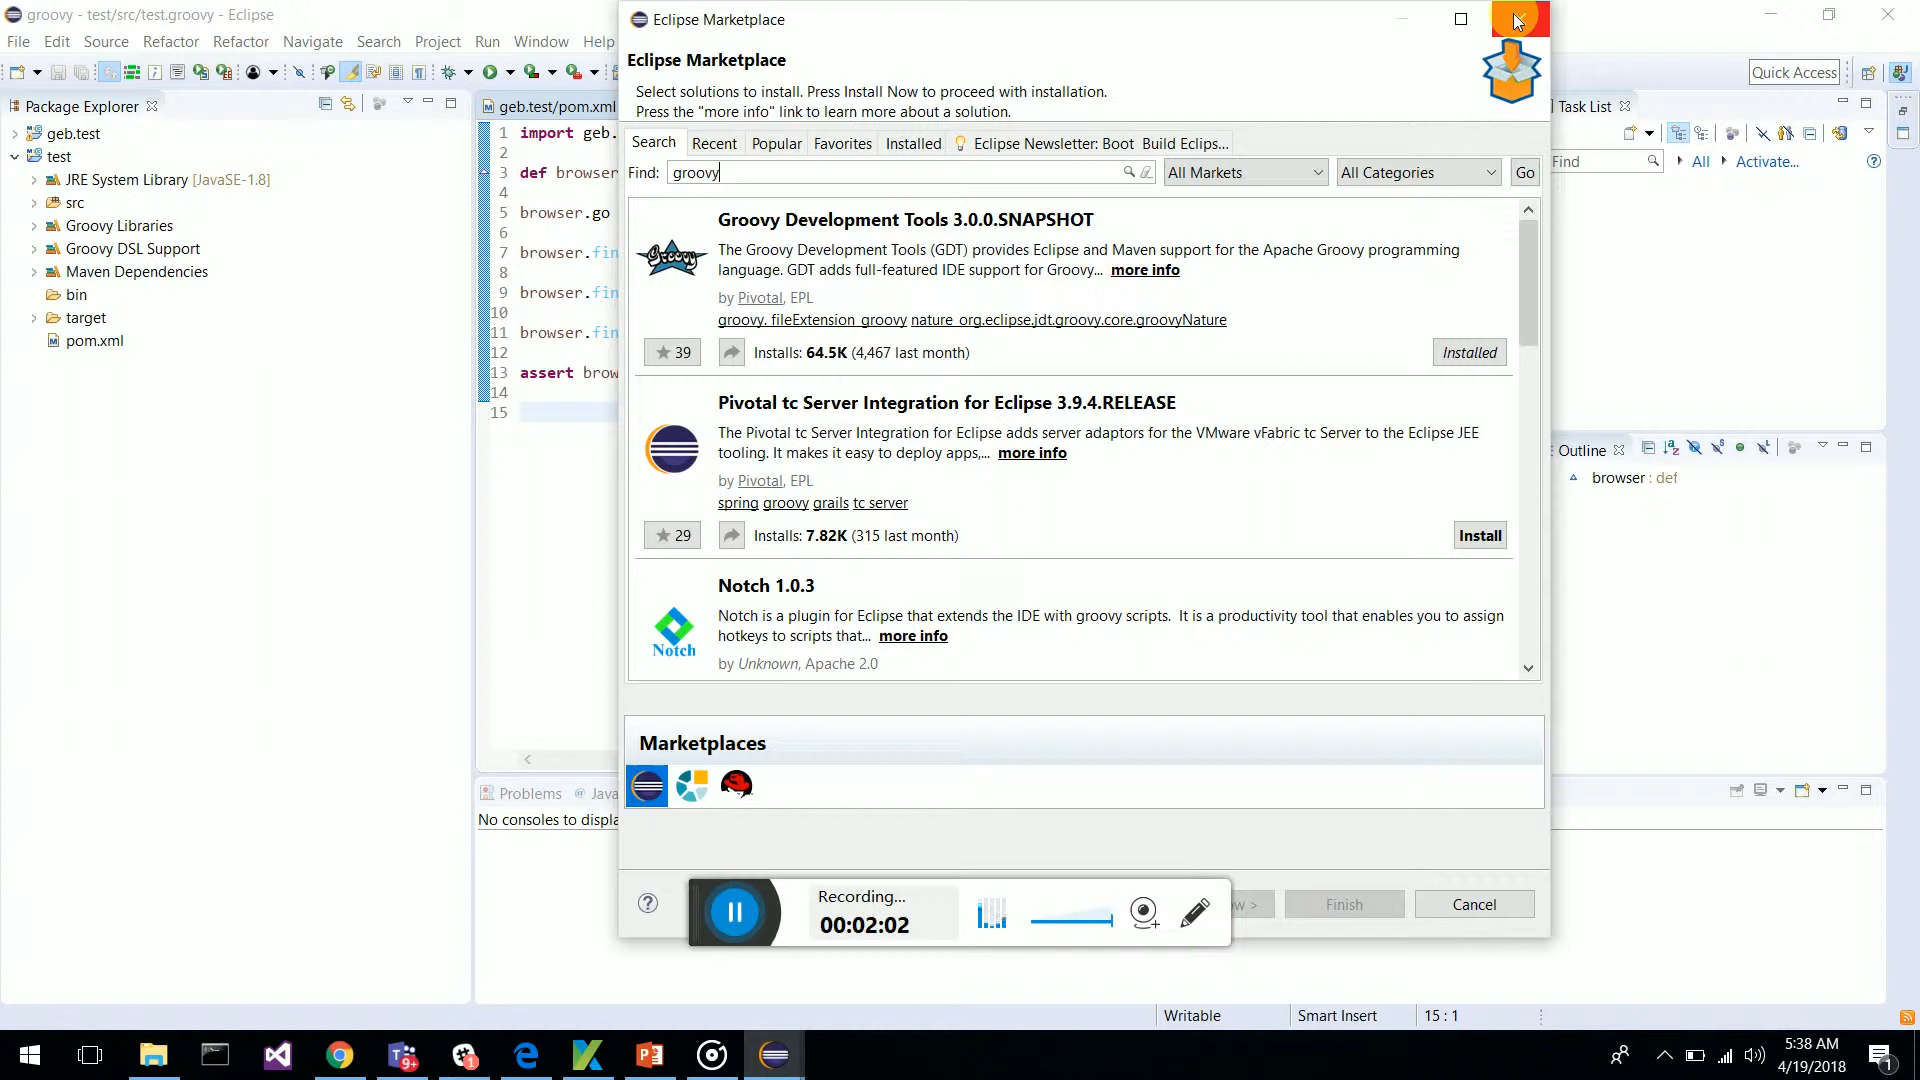 groovy - test/src/test.groovy - Eclipse
File Edit Source Refactor Refactor Navigate Search Project Run Window Help
Quick Access
Package Explorer
geb.test
test
JRE System Library [JavaSE-1.8]
src
Groovy Libraries
Groovy DSL Support
Maven Dependencies
bin
target
pom.xml
geb.test/pom.xml
1 import geb.
2
3 def browser
4
5 browser.go
6
7 browser.fin
8
9 browser.fin
10
11 browser.fin
12
13 assert brow
14
15
Eclipse Marketplace
Eclipse Marketplace
Select solutions to install. Press Install Now to proceed with installation.
Press the "more info" link to learn more about a solution.
Search Recent Popular Favorites Installed Eclipse Newsletter: Boot Build Eclips...
Find: groovy All Markets All Categories Go
Groovy Development Tools 3.0.0.SNAPSHOT
Groovy
The Groovy Development Tools (GDT) provides Eclipse and Maven support for the Apache Groovy programming
language. GDT adds full-featured IDE support for Groovy... more info
by Pivotal, EPL
groovy. fileExtension_groovy nature_org.eclipse.jdt.groovy.core.groovyNature
39 Installs: 64.5K (4,467 last month) Installed
Pivotal tc Server Integration for Eclipse 3.9.4.RELEASE
The Pivotal tc Server Integration for Eclipse adds server adaptors for the VMware vFabric tc Server to the Eclipse JEE
tooling. It makes it easy to deploy apps,... more info
by Pivotal, EPL
spring groovy grails tc server
29 Installs: 7.82K (315 last month) Install
Notch 1.0.3
Notch is a plugin for Eclipse that extends the IDE with groovy scripts. It is a productivity tool that enables you to assign
hotkeys to scripts that... more info
Notch
by Unknown, Apache 2.0
Marketplaces
Finish Cancel
Recording...
00:02:02
Task List
Find All Activate...
Outline
browser : def
Problems @ Java
No consoles to displa
Writable Smart Insert 15 : 1
9+
1
5:38 AM
4/19/2018
1